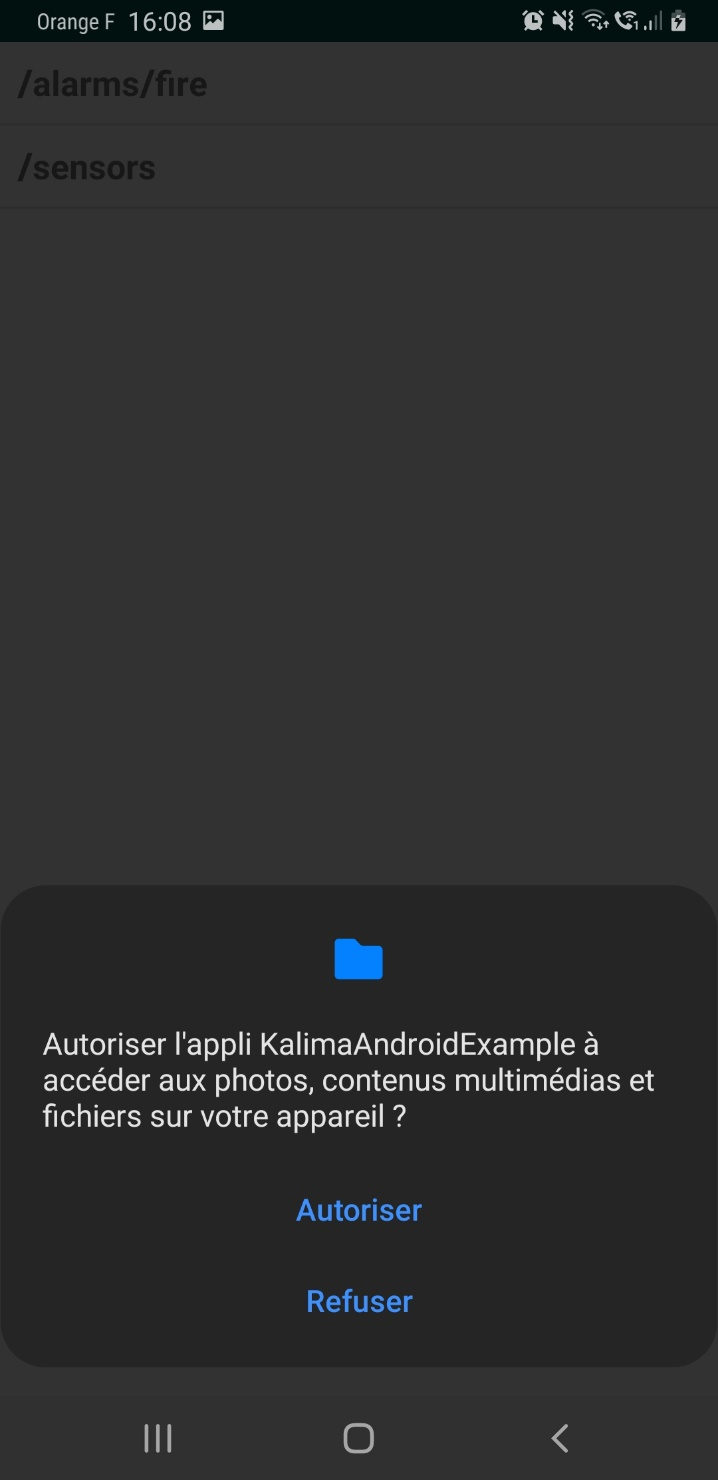 Orange F 16:08
/alarms/fire
/sensors
Autoriser l'appli KalimaAndroidExample à
accéder aux photos, contenus multimédias et
fichiers sur votre appareil ?
Autoriser
Refuser